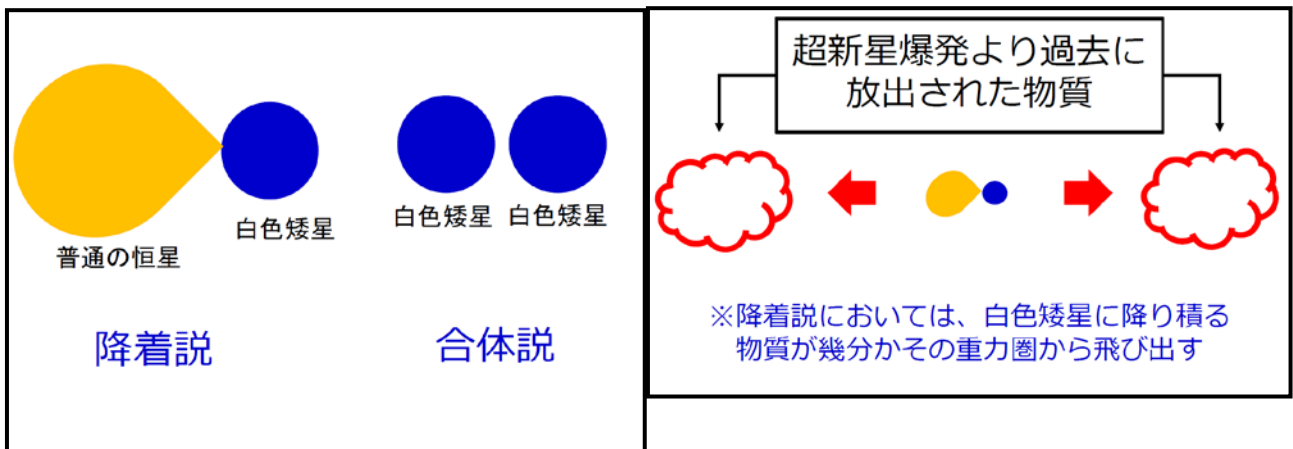 普通の恒星
白色矮星
白色矮星
白色矮星
降着説
合体説
超新星爆発より過去に
放出された物質
※降着説においては、白色矮星に降り積る
物質が幾分かその重力圏から飛び出す